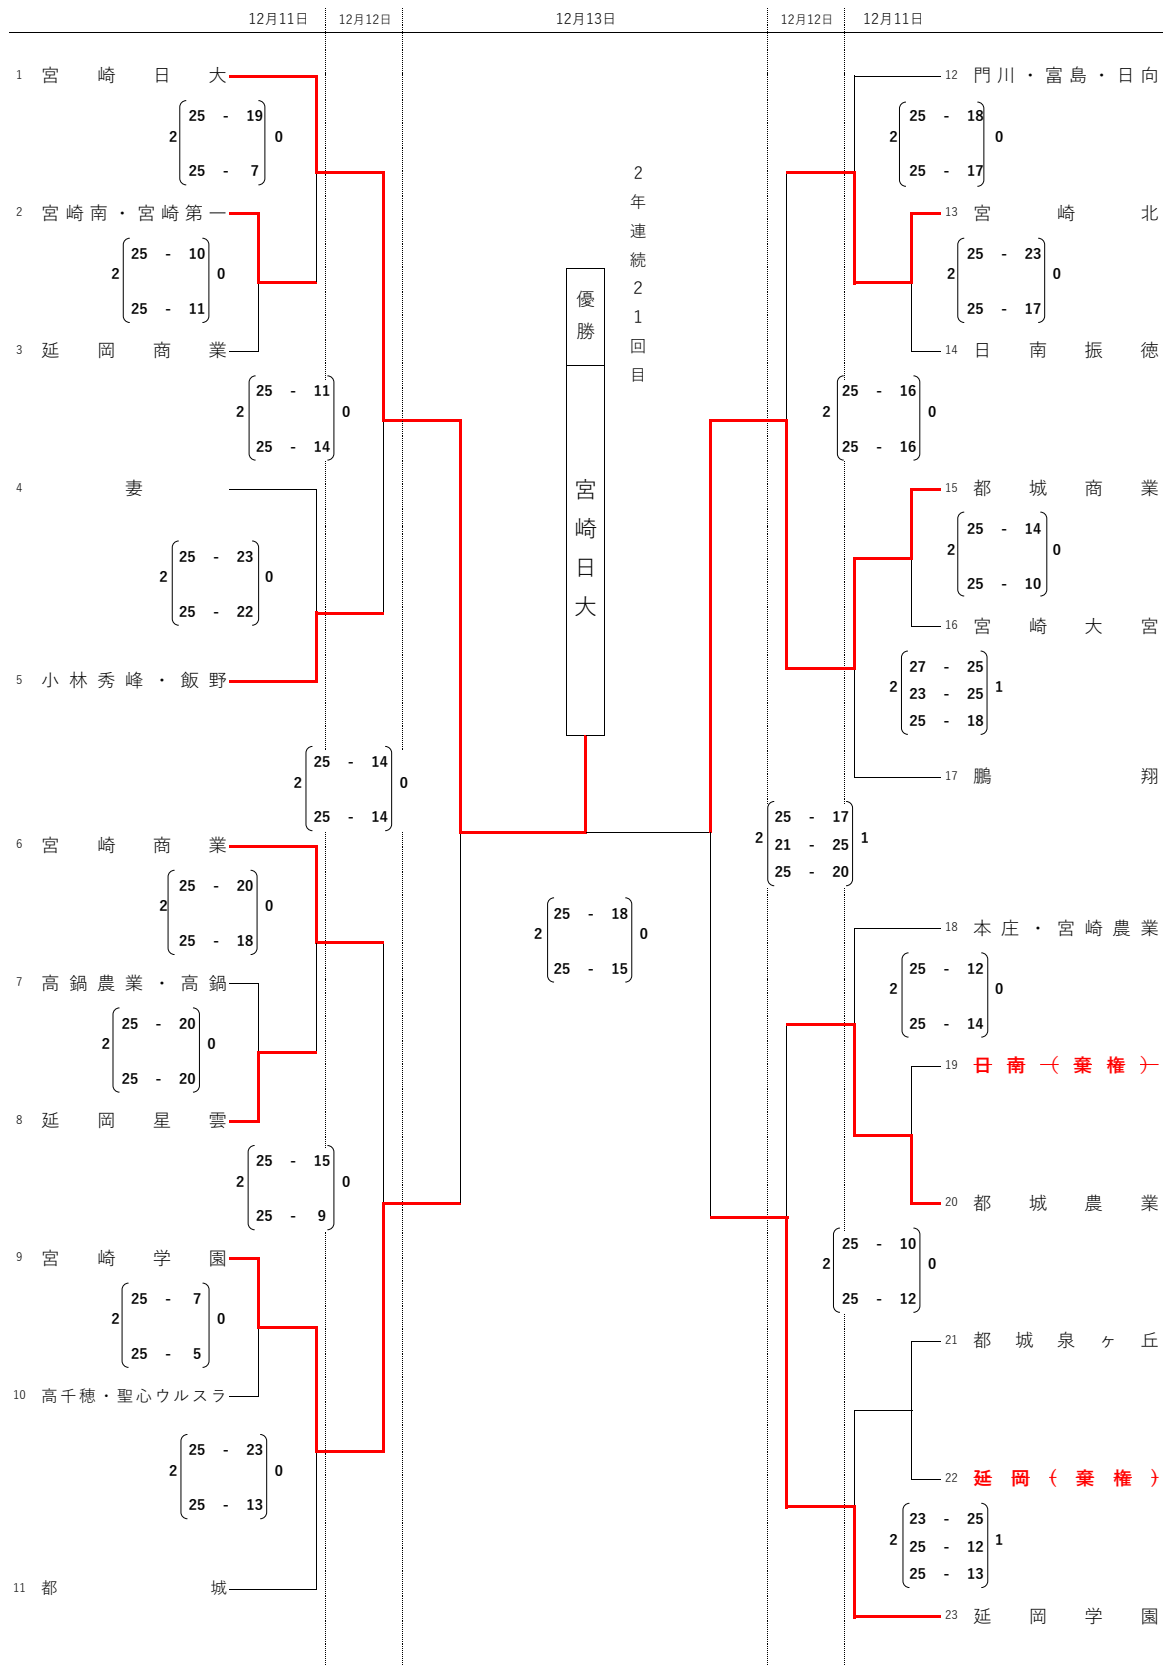 12月11日 12月12日 12月13日 12月12日 12月11日
1 宮崎日大
25 - 19
2 0
25 - 7
2 宮崎南・宮崎第一
25 - 10
2 0
25 - 11
3 延岡商業
25 - 11
2 0
25 - 14
4 妻
25 - 23
2 0
25 - 22
5 小林秀峰・飯野
25 - 14
2 0
25 - 14
6 宮崎商業
25 - 20
2 0
25 - 18
7 高鍋農業・高鍋
25 - 20
2 0
25 - 20
8 延岡星雲
25 - 15
2 0
25 - 9
9 宮崎学園
25 - 7
2 0
25 - 5
10 高千穂・聖心ウルスラ
25 - 23
2 0
25 - 13
11 都城
2年連続21回目
優勝
宮崎日大
25 - 18
2 0
25 - 15
12 門川・富島・日向
25 - 18
2 0
25 - 17
13 宮崎北
25 - 23
2 0
25 - 17
14 日南振徳
25 - 16
2 0
25 - 16
15 都城商業
25 - 14
2 0
25 - 10
16 宮崎大宮
27 - 25
2 23 - 25 1
25 - 18
17 鵬翔
25 - 17
2 21 - 25 1
25 - 20
18 本庄・宮崎農業
25 - 12
2 0
25 - 14
19 日南(棄権)
20 都城農業
25 - 10
2 0
25 - 12
21 都城泉ヶ丘
22 延岡(棄権)
23 - 25
2 25 - 12 1
25 - 13
23 延岡学園